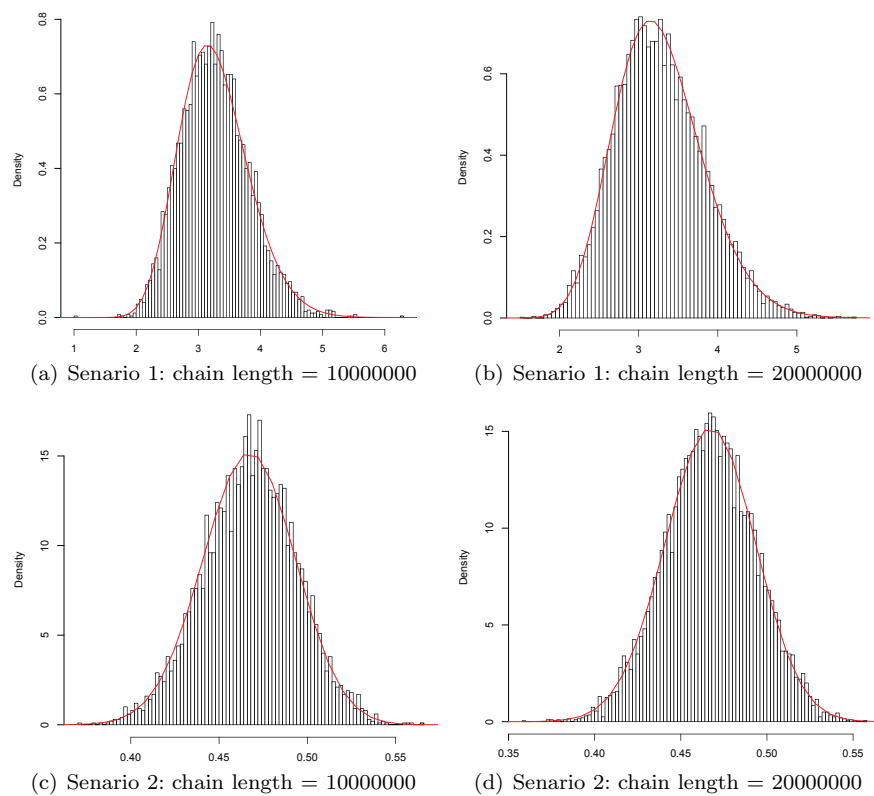 Density
0.0 0.2 0.4 0.6 0.8
1 2 3 4 5 6
(a) Senario 1: chain length = 10000000
Density
0.0 0.2 0.4 0.6
2 3 4 5
(b) Senario 1: chain length = 20000000
Density
0 5 10 15
0.40 0.45 0.50 0.55
(c) Senario 2: chain length = 10000000
Density
0 5 10 15
0.35 0.40 0.45 0.50 0.55
(d) Senario 2: chain length = 20000000